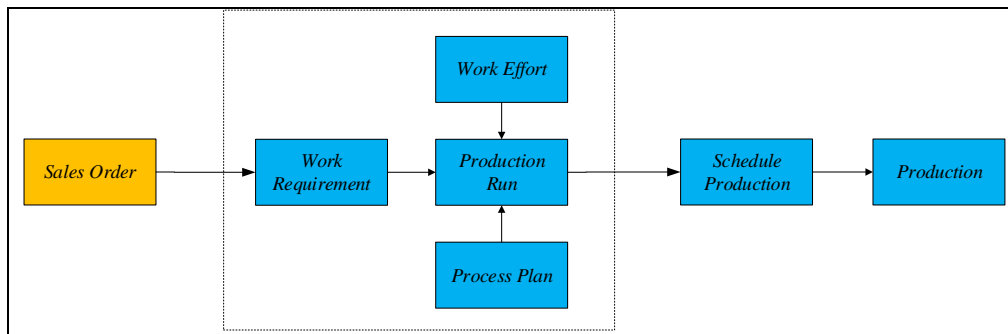 Work Effort
Sales Order
Work
Requirement
Production
Run
Schedule
Production
Production
Process Plan